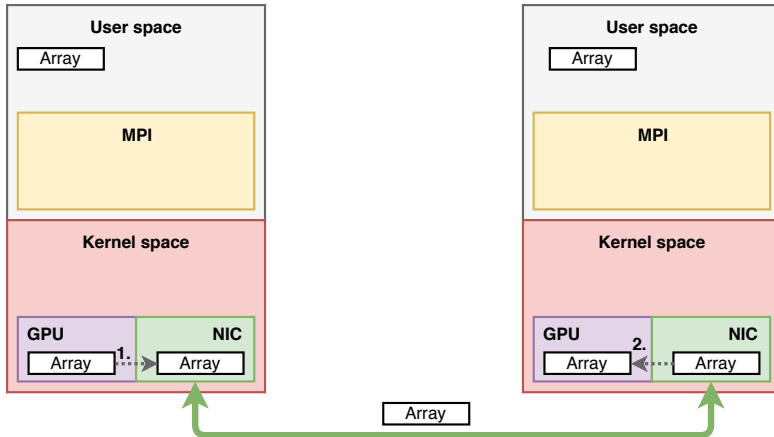 User space
Array
MPI
Kernel space
GPU
NIC
Array
1.
Array
User space
Array
MPI
Kernel space
GPU
NIC
Array
2.
Array
Array